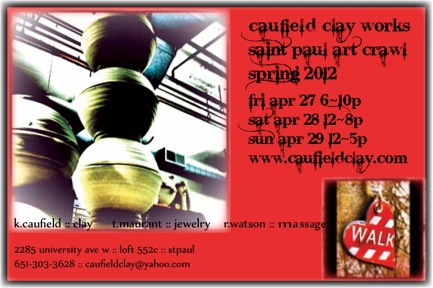 caufield clay works
saint paul art crawl
spring 2012
fri apr 27 6~10p
sat apr 28 12~8p
sun apr 29 12~5p
www.caufieldclay.com
k.caufield :: clay t.maurant :: jewelry r.watson :: massage
WALK
2285 university ave w :: loft 552c :: stpaul
651-303-3628 :: caufieldclay@yahoo.com